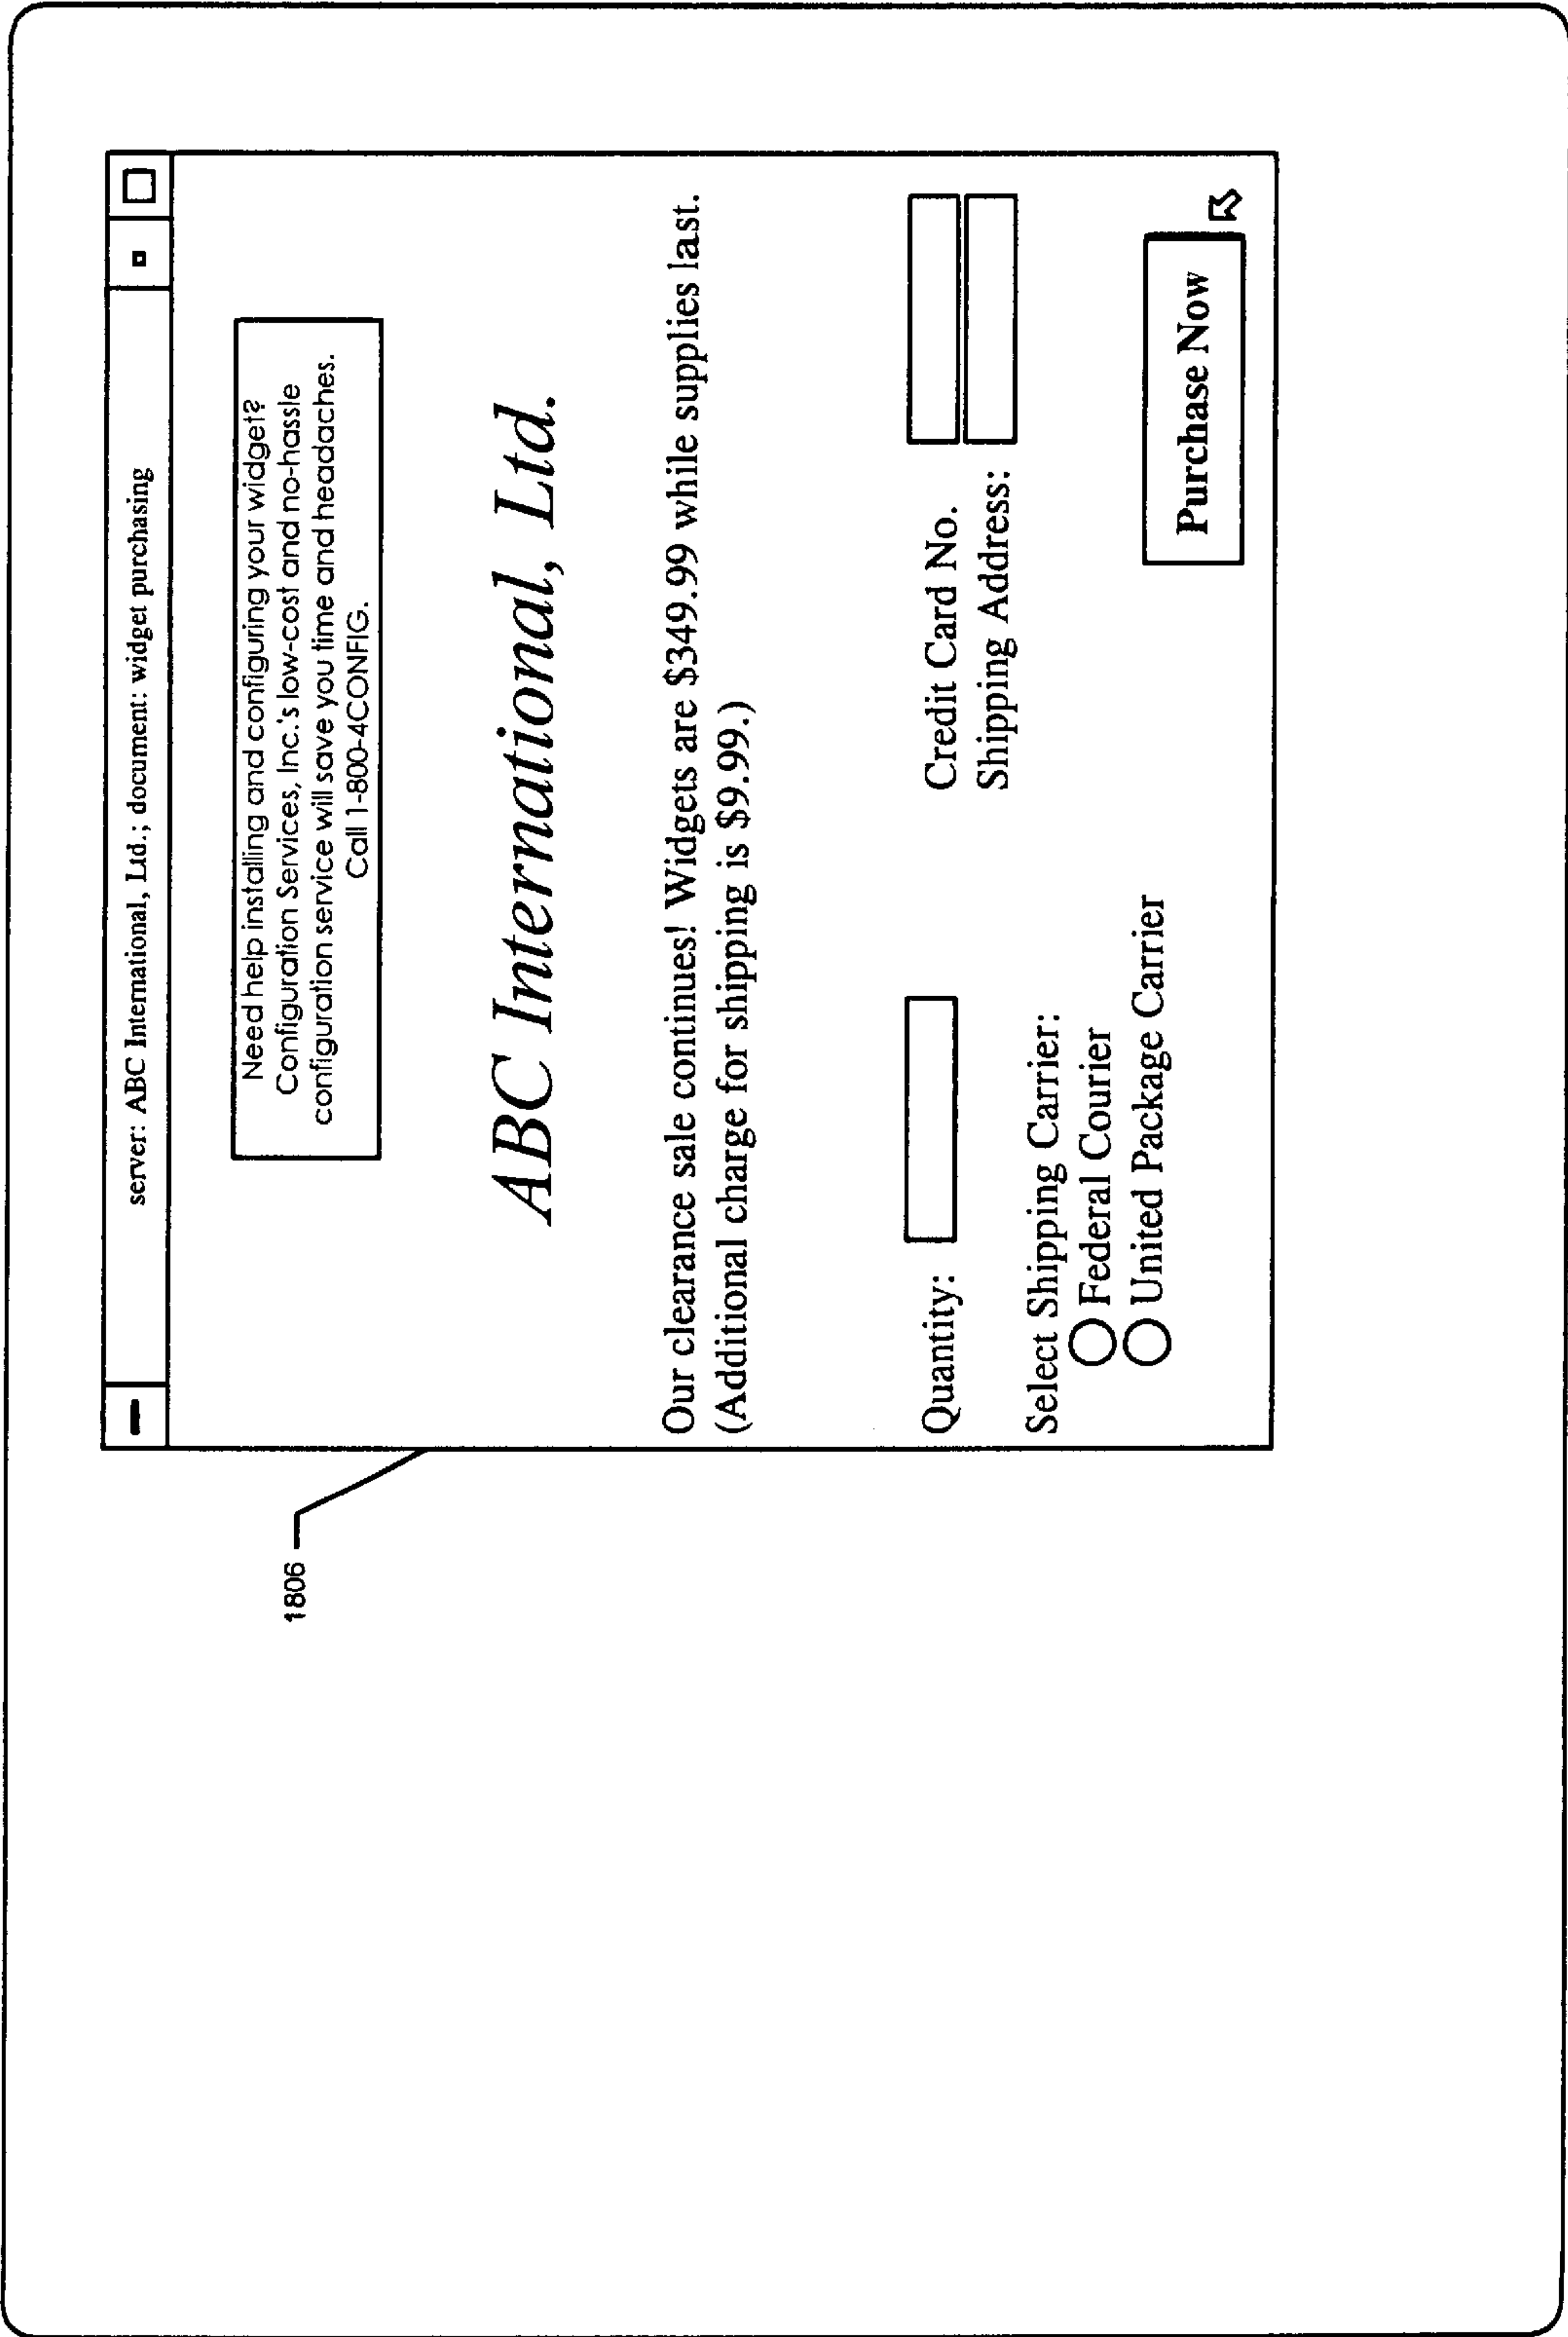 server: ABC International, Ltd.; document: widget purchasing
Need help installing and configuring your widget?
Configuration Services, Inc.'s low-cost and no-hassle
configuration service will save you time and headaches.
Call 1-800-4CONFIG.
ABC International, Ltd.
Our clearance sale continues! Widgets are $349.99 while supplies last.
(Additional charge for shipping is $9.99.)
Quantity:
Credit Card No.
Shipping Address:
Select Shipping Carrier:
Federal Courier
United Package Carrier
Purchase Now
1806